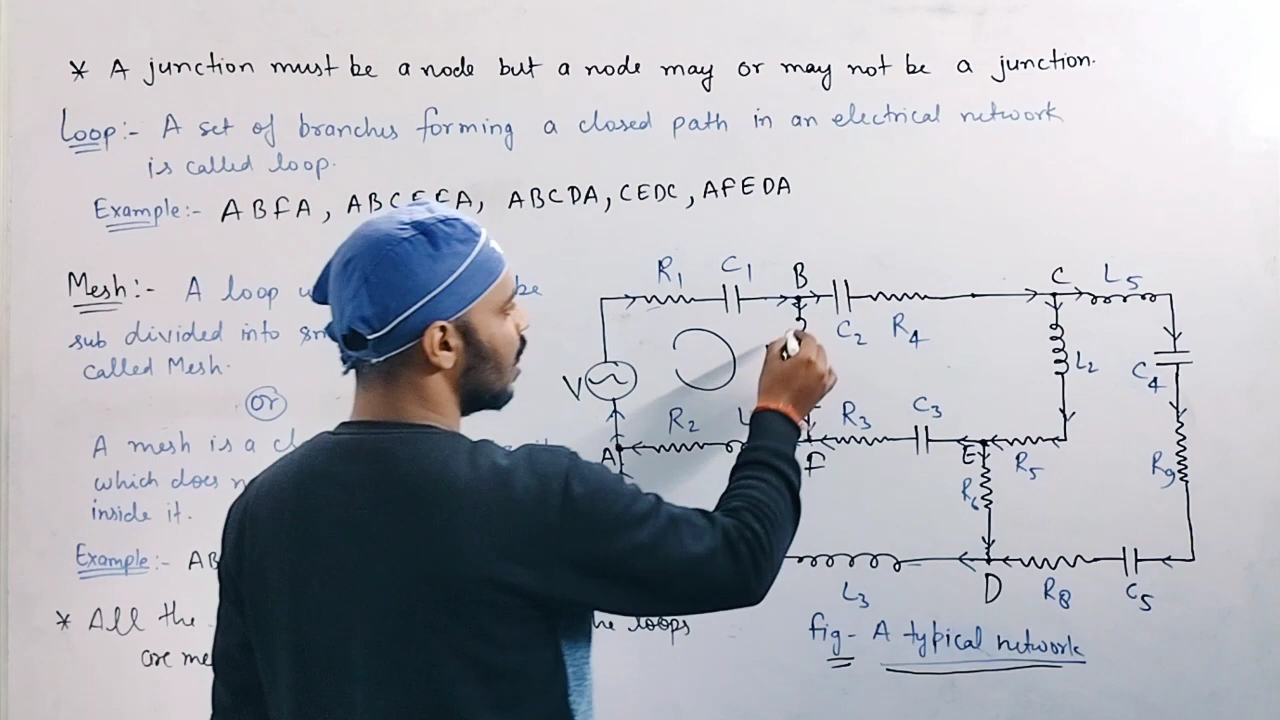 * A junction must be a node but a node may or may not be a junction.
Loop:- A set of branches forming a closed path in an electrical network
is called loop.
Example:- ABFA, ABCEFA, ABCDA, CEDC, AFEDA
Mesh:- A loop be
sub divided into
called Mesh.
or
A mesh is a
which does
inside it.
Example:- AB
* All the loops
are
R1 C1 B C L5
V C2 R4 L2 C4
R2 R3 C3
A F E R5 R9
R6
L3 D R8 C5
fig- A typical network